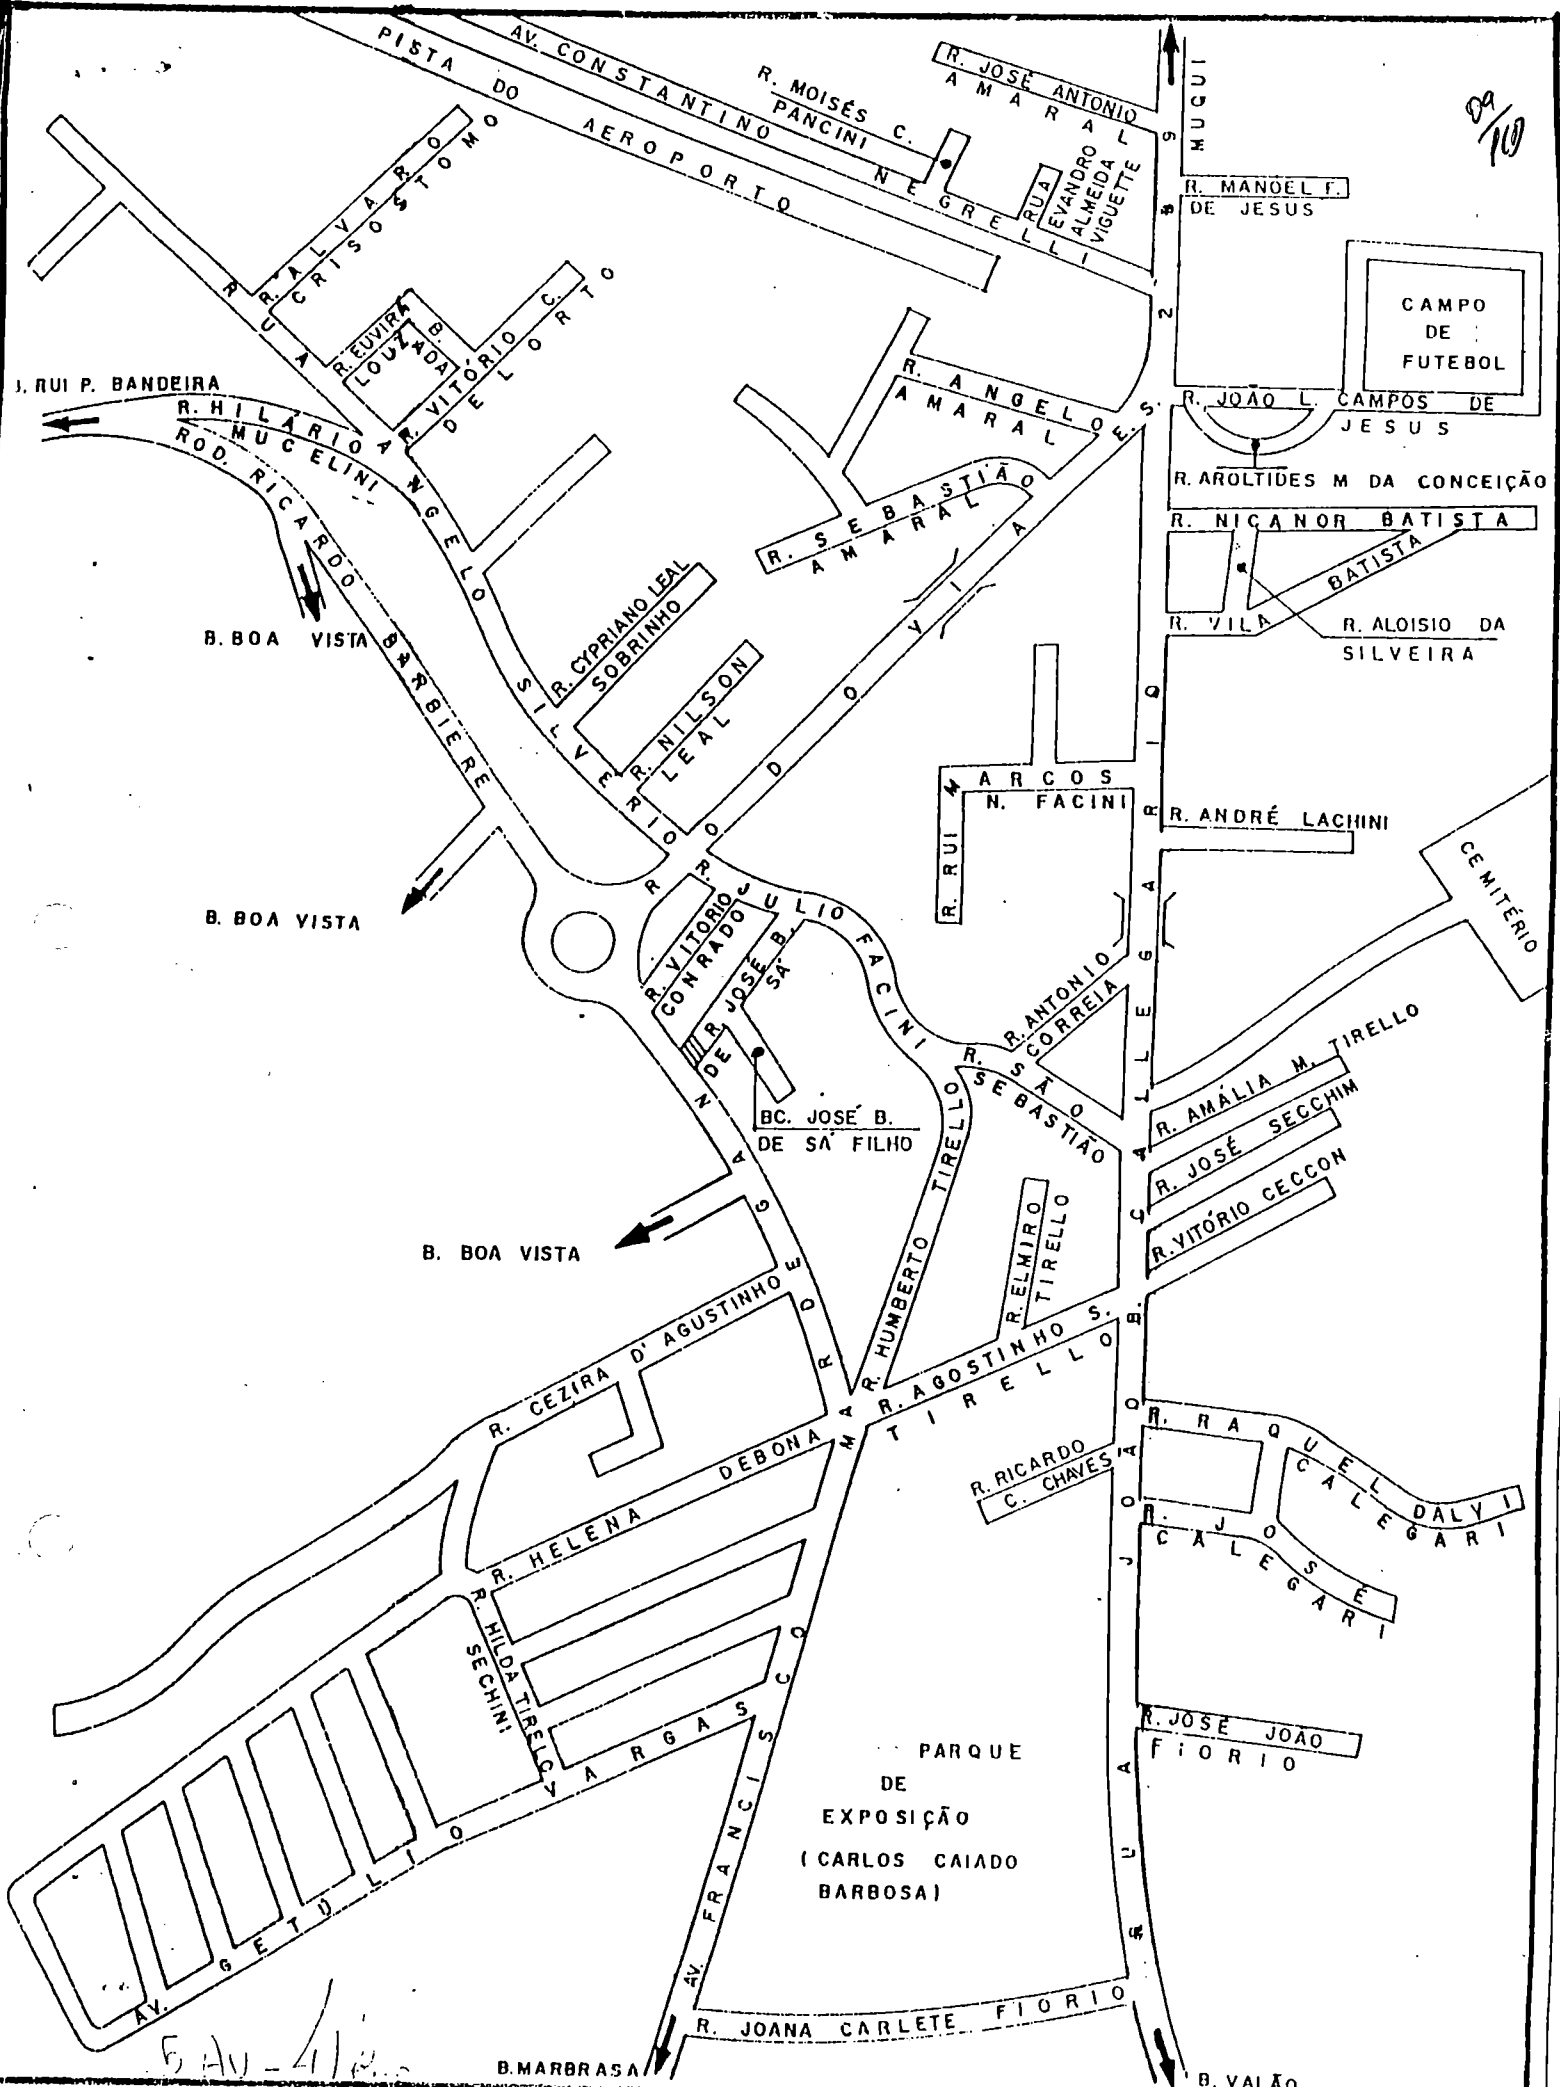 PISTA DO AEROPORTO
AV. CONSTANTINO NEGRELLI
R. MOISÉS C.
PANCINI
R. JOSÉ ANTONIO
AMARAL
MUQUI
09/
RUA
EVANDRO
ALMEIDA
VIGUETTE
R. MANOEL F.
DE JESUS
R. ALVARO
CRISOSTOMO
R. EUVIRA B.
LOUZADA
R. VITÓRIO C.
DELORTO
CAMPO
DE
FUTEBOL
RUI P. BANDEIRA
R. HILÁRIO
MUCELINI
ROD. RICARDO BARBIERE
RUA ANGELO SILVERIO
R. ANGELO
AMARAL
R. SEBASTIÃO
AMARAL
RODOVIA E. S. 289
R. JOÃO L. CAMPOS DE
JESUS
R. AROLTIDES M DA CONCEIÇÃO
R. NICANOR BATISTA
R. VILA BATISTA
R. ALOISIO DA
SILVEIRA
B. BOA VISTA
R. CYPRIANO LEAL
SOBRINHO
R. NILSON
LEAL
R. RUI MARCOS
N. FACINI
R. ANDRÉ LACHINI
CEMITÉRIO
B. BOA VISTA
R. VITORIO
CONRADO
R. JULIO FACINI
R. JOSÉ B.
DE SÁ
BC. JOSÉ B.
DE SÁ FILHO
R. ANTONIO
CORREIA
R. SÃO
SEBASTIÃO
R. AMÁLIA M. TIRELLO
R. JOSÉ SECCHIM
R. VITÓRIO CECCON
B. BOA VISTA
R. HUMBERTO TIRELLO
R. ELMIRO
TIRELLO
R. AGOSTINHO S.
TIRELLO
R. CEZIRA D' AGUSTINHO
R. HELENA DEBONA
R. RICARDO
C. CHAVES
R. RAQUEL DALVI
CALEGARI
R. JOSÉ
CALEGARI
R. HILDA TIRELO
SECHINI
R. JOSÉ JOÃO
FIORIO
PARQUE
DE
EXPOSIÇÃO
(CARLOS CAIADO
BARBOSA)
AV. GETULIO VARGAS
AV. FRANCISCO MARDEGAN
RUA JOÃO B. CALLEGARIO
R. JOANA CARLETE FIORIO
B. MARBRASA
B. VALÃO